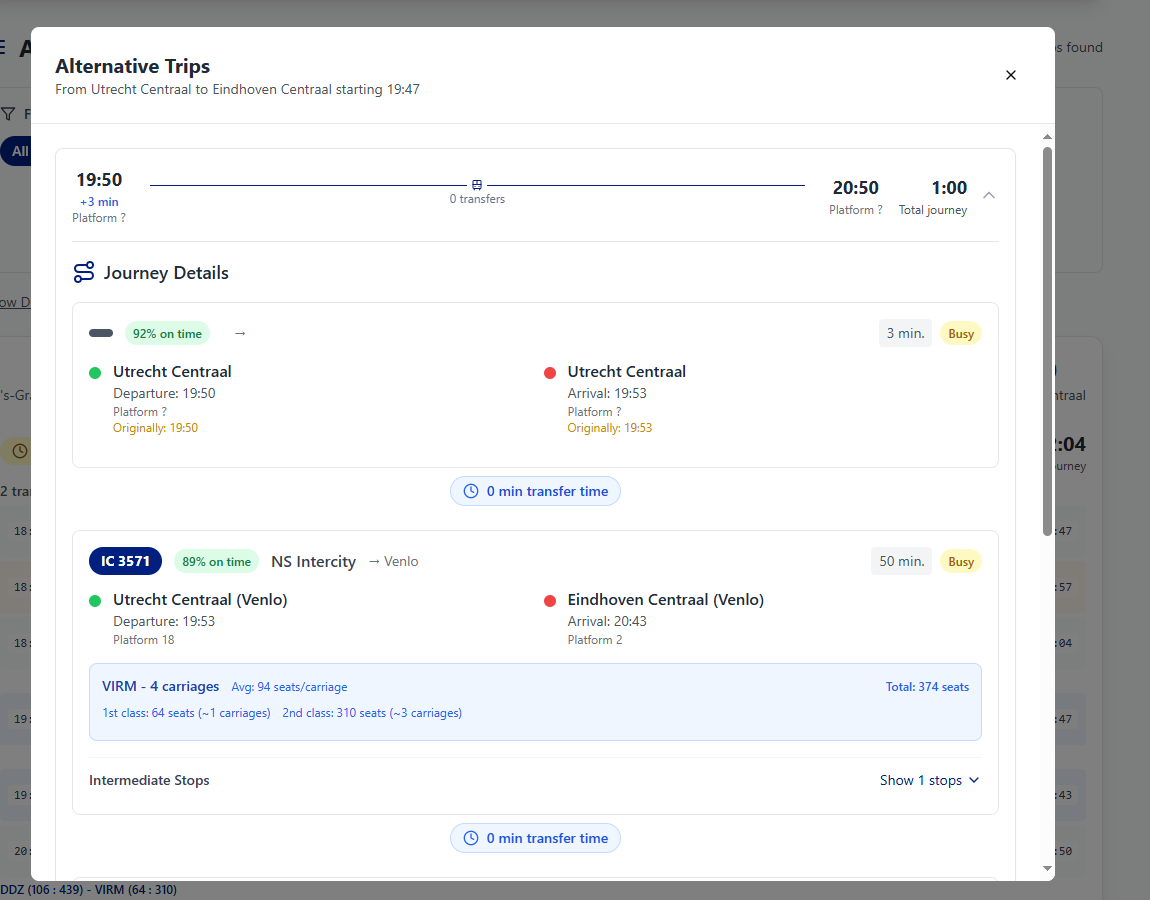 A
s found
Alternative Trips
From Utrecht Centraal to Eindhoven Centraal starting 19:47
F
All
19:50
+3 min
Platform ?
0 transfers
20:50
Platform ?
1:00
Total journey
Journey Details
ow D
92% on time →
3 min.
Busy
Utrecht Centraal
Departure: 19:50
Platform ?
Originally: 19:50
Utrecht Centraal
Arrival: 19:53
Platform ?
Originally: 19:53
's-Gra
ntraal
:04
urney
2 tran
0 min transfer time
18:
:47
IC 3571
89% on time
NS Intercity
→ Venlo
50 min.
Busy
18:
:57
Utrecht Centraal (Venlo)
Departure: 19:53
Platform 18
Eindhoven Centraal (Venlo)
Arrival: 20:43
Platform 2
18:
:04
VIRM - 4 carriages
Avg: 94 seats/carriage
Total: 374 seats
1st class: 64 seats (~1 carriages)
2nd class: 310 seats (~3 carriages)
19:
:47
Intermediate Stops
Show 1 stops
19:
:43
0 min transfer time
20:
:50
DDZ (106 : 439) - VIRM (64 : 310)